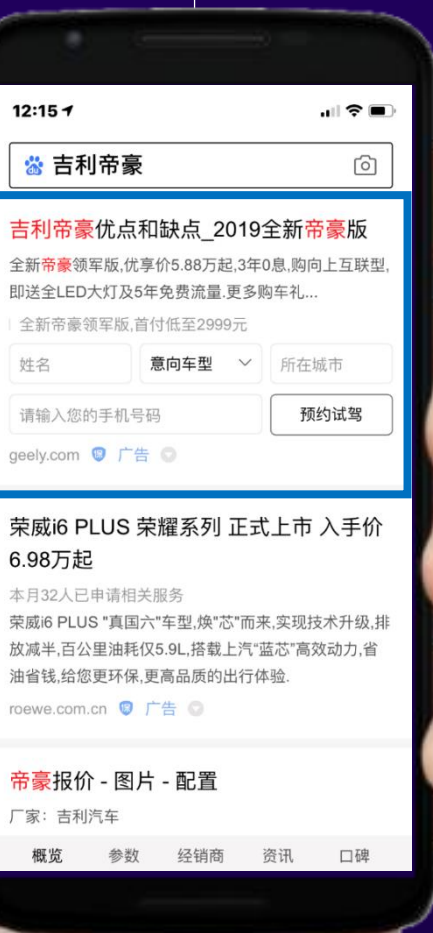 12:15
吉利帝豪
吉利帝豪优点和缺点_2019全新帝豪版
全新帝豪领军版,优享价5.88万起,3年0息,购向上互联型,
即送全LED大灯及5年免费流量.更多购车礼...
全新帝豪领军版,首付低至2999元
姓名 意向车型 所在城市
请输入您的手机号码 预约试驾
geely.com 保 广告
荣威i6 PLUS 荣耀系列 正式上市 入手价
6.98万起
本月32人已申请相关服务
荣威i6 PLUS "真国六"车型,焕"芯"而来,实现技术升级,排
放减半,百公里油耗仅5.9L,搭载上汽"蓝芯"高效动力,省
油省钱,给您更环保,更高品质的出行体验.
roewe.com.cn 保 广告
帝豪报价 - 图片 - 配置
厂家：吉利汽车
概览 参数 经销商 资讯 口碑